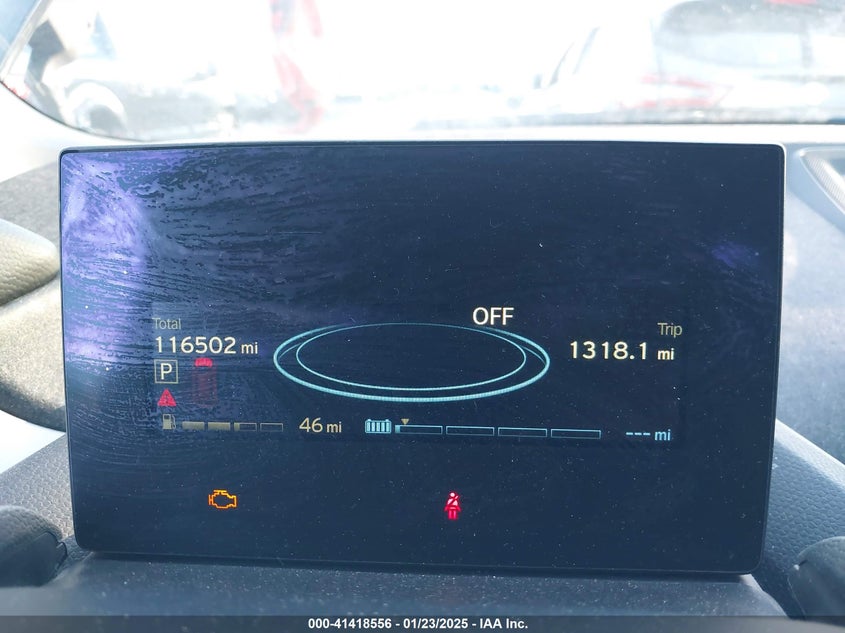 OFF
Total
116502 mi
Trip
1318.1 mi
P
46 mi
--- mi
000-41418556 - 01/23/2025 - IAA Inc.